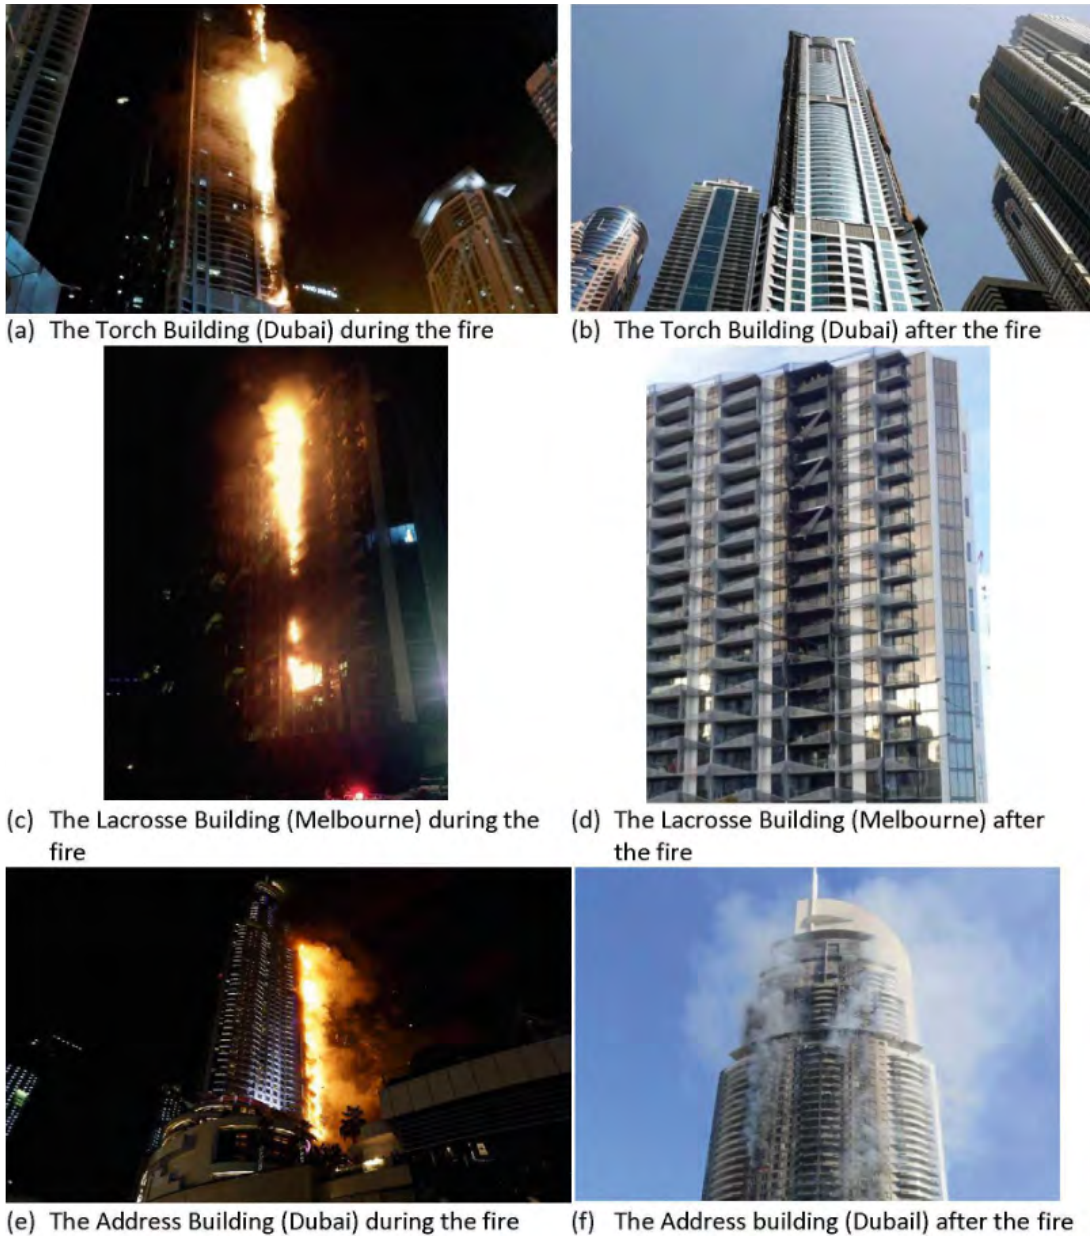 (a) The Torch Building (Dubai) during the fire
(b) The Torch Building (Dubai) after the fire
(c) The Lacrosse Building (Melbourne) during the
fire
(d) The Lacrosse Building (Melbourne) after
the fire
(e) The Address Building (Dubai) during the fire
(f) The Address building (Dubail) after the fire